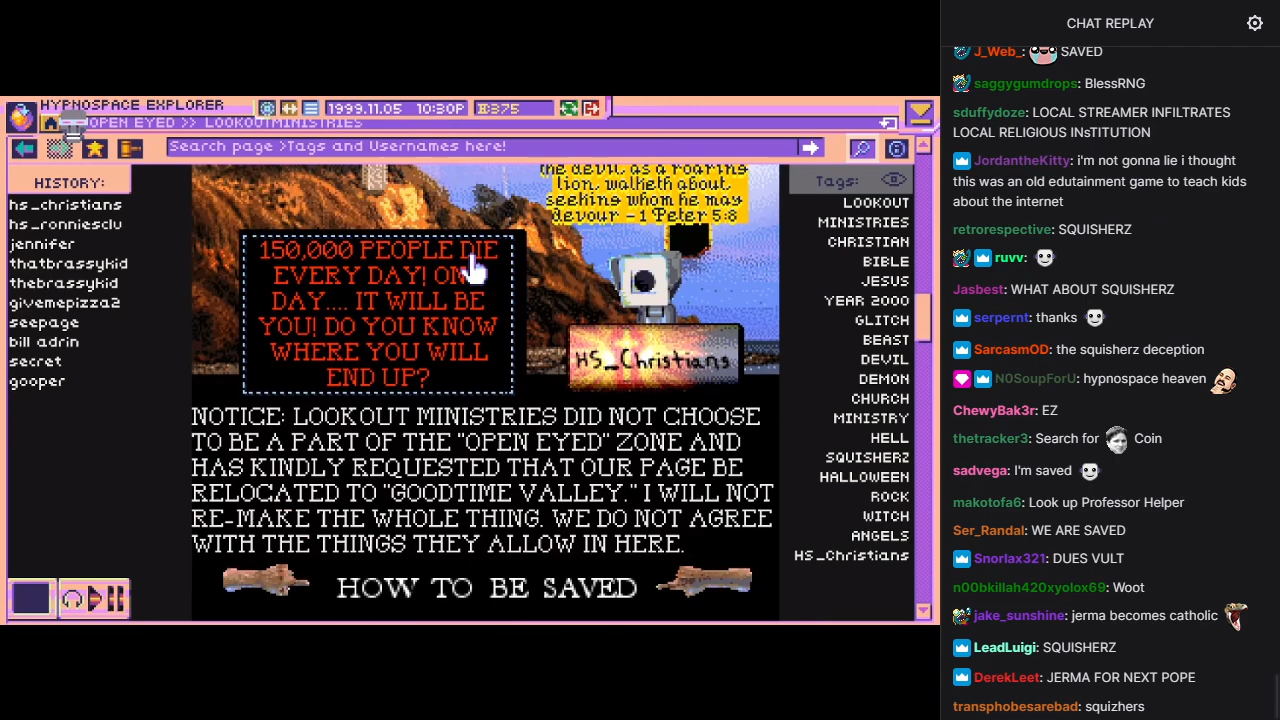 HYPNOSPACE EXPLORER
1999.11.05 10:30P
375
OPEN EYED >> LOOKOUTMINISTRIES
Search page >Tags and Usernames here!
HISTORY:
hs_christians
hs_ronniesclu
jennifer
thatbrassykid
thebrassykid
givemepizza2
seepage
bill adrin
secret
gooper
the devil as a roaring
lion, walketh about,
seeking whom he may
devour - 1 Peter 5:8
150,000 PEOPLE DIE
EVERY DAY! ONE
DAY.... IT WILL BE
YOU! DO YOU KNOW
WHERE YOU WILL
END UP?
HS_Christians
NOTICE: LOOKOUT MINISTRIES DID NOT CHOOSE
TO BE A PART OF THE "OPEN EYED" ZONE AND
HAS KINDLY REQUESTED THAT OUR PAGE BE
RELOCATED TO "GOODTIME VALLEY." I WILL NOT
RE-MAKE THE WHOLE THING. WE DO NOT AGREE
WITH THE THINGS THEY ALLOW IN HERE.
HOW TO BE SAVED
Tags:
LOOKOUT
MINISTRIES
CHRISTIAN
BIBLE
JESUS
YEAR 2000
GLITCH
BEAST
DEVIL
DEMON
CHURCH
MINISTRY
HELL
SQUISHERZ
HALLOWEEN
ROCK
WITCH
ANGELS
HS_Christians
CHAT REPLAY
J_Web_: SAVED
saggygumdrops: BlessRNG
sduffydoze: LOCAL STREAMER INFILTRATES
LOCAL RELIGIOUS INsTITUTION
JordantheKitty: i'm not gonna lie i thought
this was an old edutainment game to teach kids
about the internet
retrorespective: SQUISHERZ
ruvv:
Jasbest: WHAT ABOUT SQUISHERZ
serpernt: thanks
SarcasmOD: the squisherz deception
N0SoupForU: hypnospace heaven
ChewyBak3r: EZ
thetracker3: Search for Coin
sadvega: I'm saved
makotofa6: Look up Professor Helper
Ser_Randal: WE ARE SAVED
Snorlax321: DUES VULT
n00bkillah420xyolox69: Woot
jake_sunshine: jerma becomes catholic
LeadLuigi: SQUISHERZ
DerekLeet: JERMA FOR NEXT POPE
transphobesarebad: squizhers